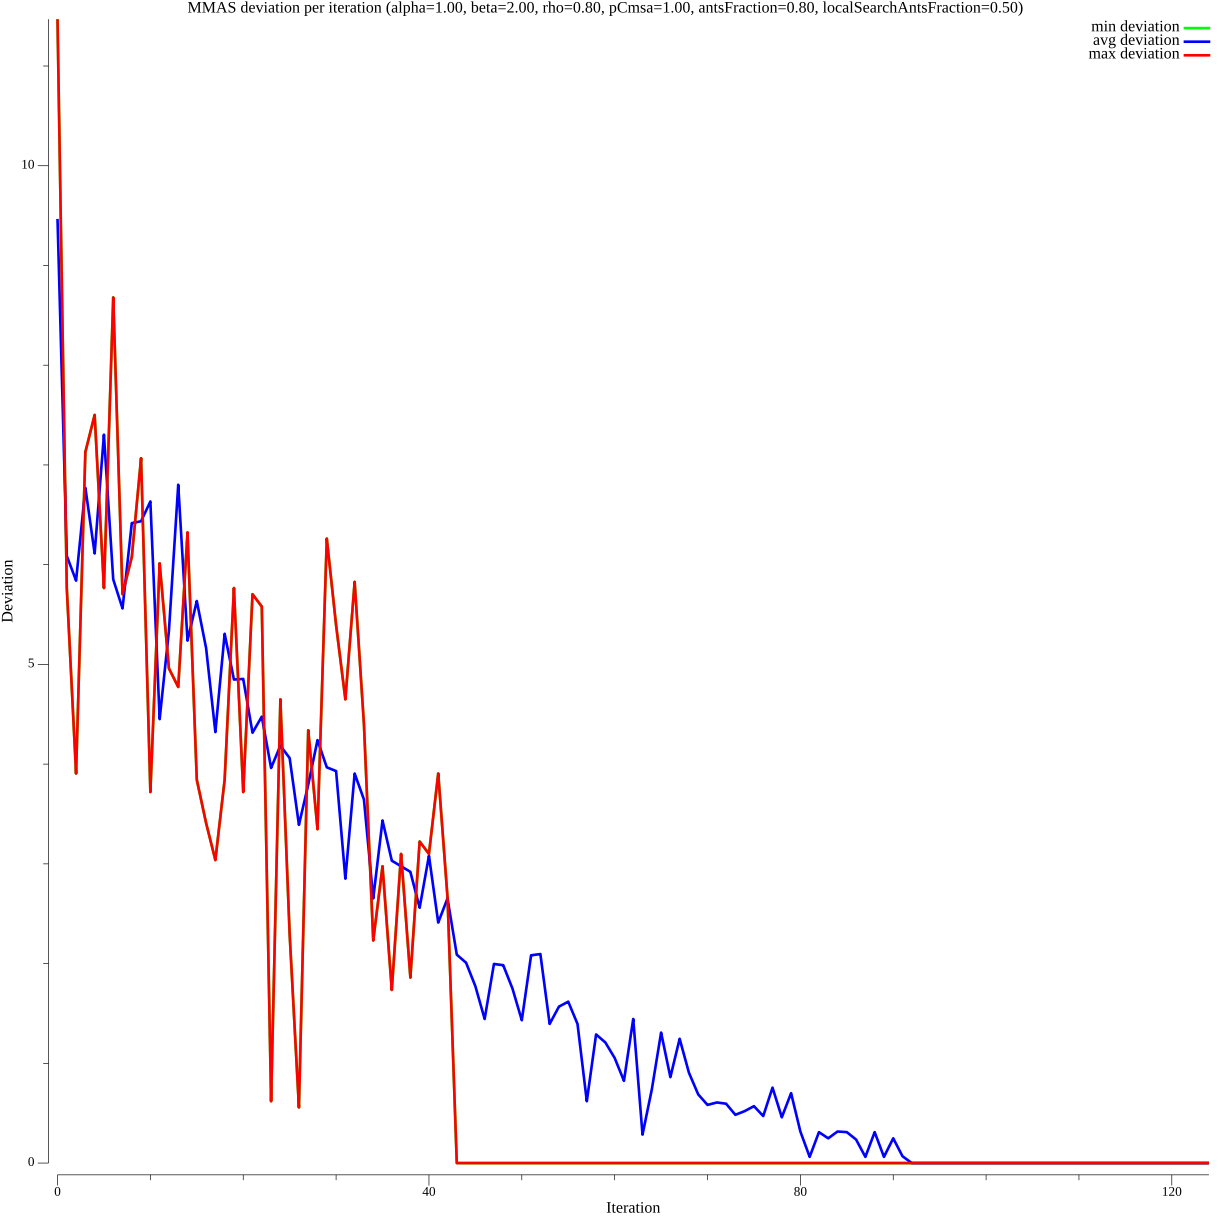 MMAS deviation per iteration (alpha=1.00, beta=2.00, rho=0.80, pCmsa=1.00, antsFraction=0.80, localSearchAntsFraction=0.50)
min deviation
avg deviation
max deviation
10
5
0
Deviation
0 40 80 120
Iteration